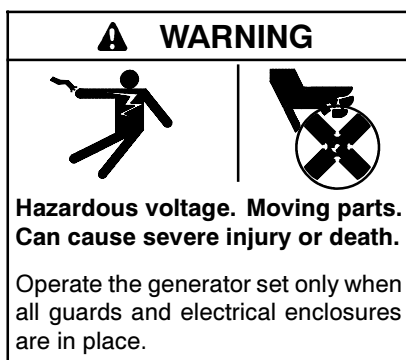 WARNING
Hazardous voltage. Moving parts.
Can cause severe injury or death.
Operate the generator set only when
all guards and electrical enclosures
are in place.